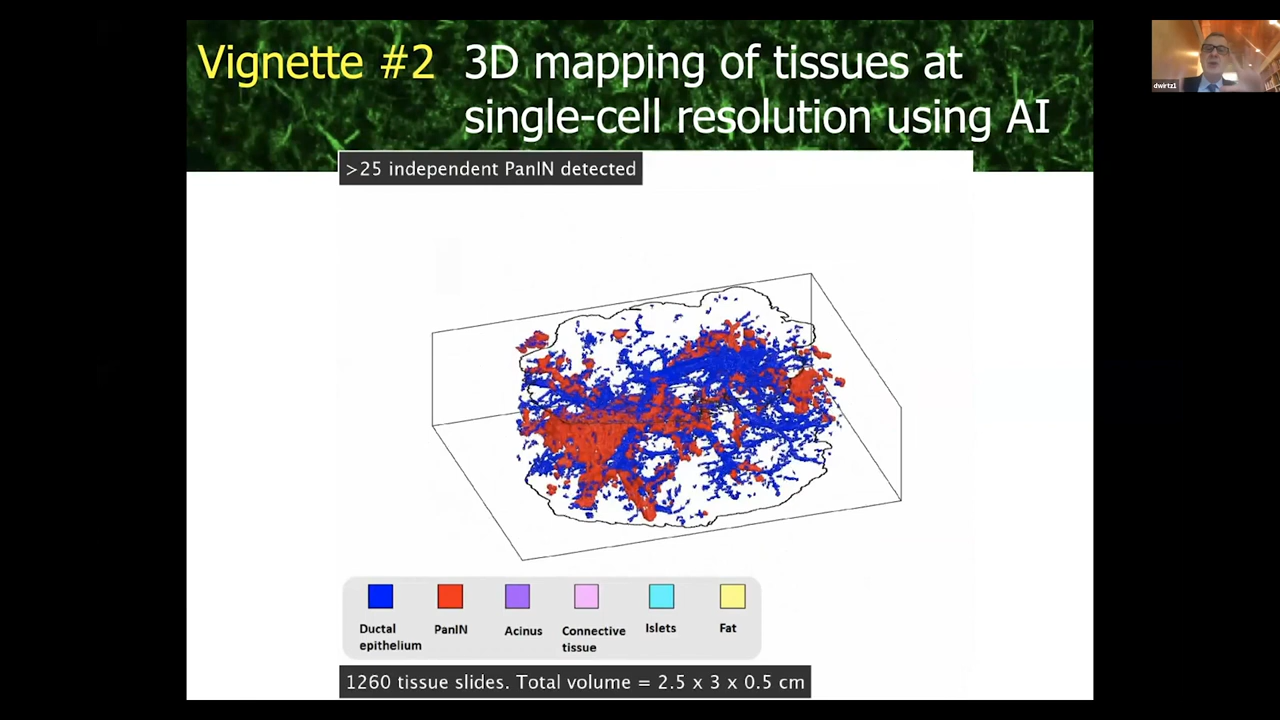 Vignette #2 3D mapping of tissues at
single-cell resolution using AI
dwirtz1
>25 independent PanIN detected
Ductal epithelium
PanIN
Acinus
Connective tissue
Islets
Fat
1260 tissue slides. Total volume = 2.5 x 3 x 0.5 cm